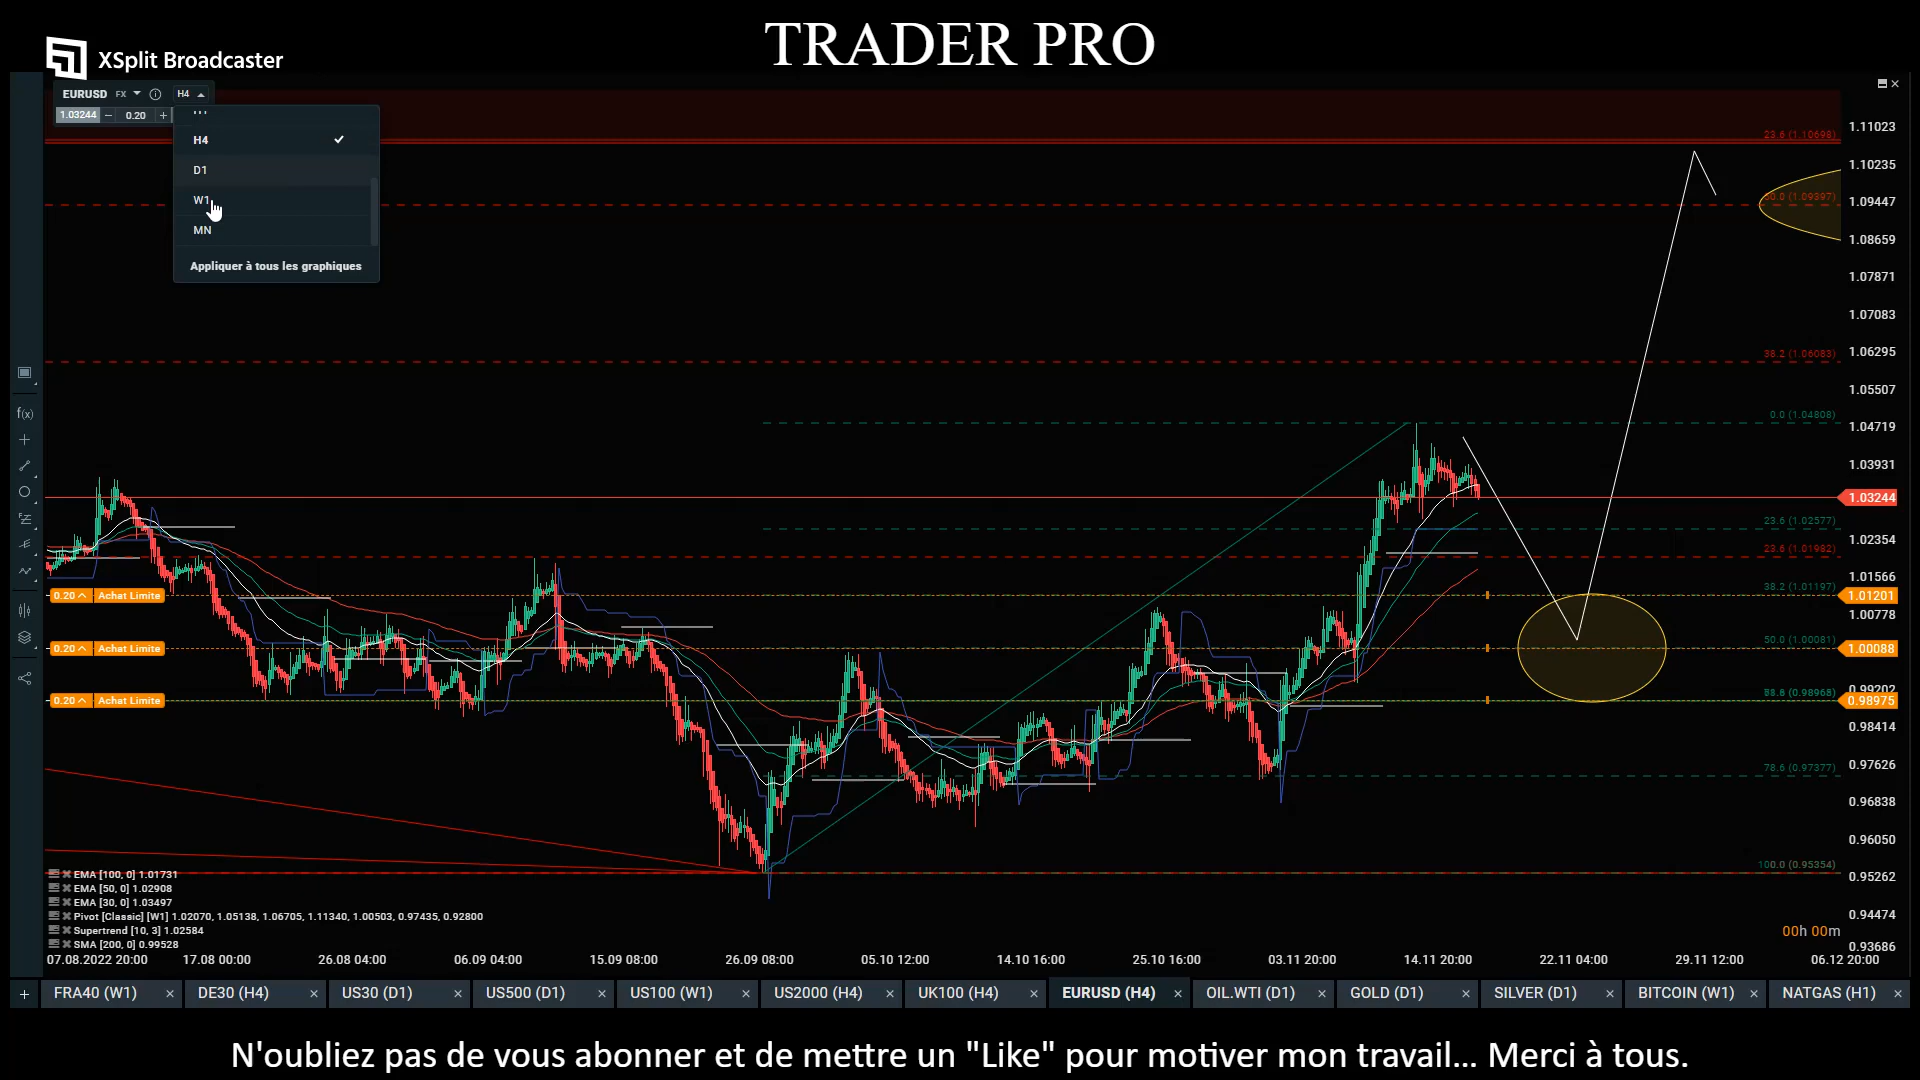 TRADER PRO
XSplit Broadcaster
EURUSD FX H4
1.03244 − 0.20 +
H4
D1
W1
MN
Appliquer à tous les graphiques
f(x)
23.6 (1.10698)
38.2 (1.06083)
0.0 (1.04808)
23.6 (1.02577)
23.6 (1.01982)
38.2 (1.01197)
50.0 (1.00081)
78.6 (0.97377)
100.0 (0.95354)
0.20 Achat Limite
0.20 Achat Limite
0.20 Achat Limite
1.11023
1.10235
1.09447
1.08659
1.07871
1.07083
1.06295
1.05507
1.04719
1.03931
1.03244
1.02354
1.01566
1.01201
1.00778
1.00088
0.99202
0.98975
0.98414
0.97626
0.96838
0.96050
0.95262
0.94474
0.93686
EMA [100, 0] 1.01731
EMA [50, 0] 1.02908
EMA [30, 0] 1.03497
Pivot [Classic] [W1] 1.02070, 1.05138, 1.06705, 1.11340, 1.00503, 0.97435, 0.92800
Supertrend [10, 3] 1.02584
SMA [200, 0] 0.99528
00h 00m
07.08.2022 20:00 17.08 00:00 26.08 04:00 06.09 04:00 15.09 08:00 26.09 08:00 05.10 12:00 14.10 16:00 25.10 16:00 03.11 20:00 14.11 20:00 22.11 04:00 29.11 12:00 06.12 20:00
+ FRA40 (W1) × DE30 (H4) × US30 (D1) × US500 (D1) × US100 (W1) × US2000 (H4) × UK100 (H4) × EURUSD (H4) × OIL.WTI (D1) × GOLD (D1) × SILVER (D1) × BITCOIN (W1) × NATGAS (H1) ×
N'oubliez pas de vous abonner et de mettre un "Like" pour motiver mon travail... Merci à tous.